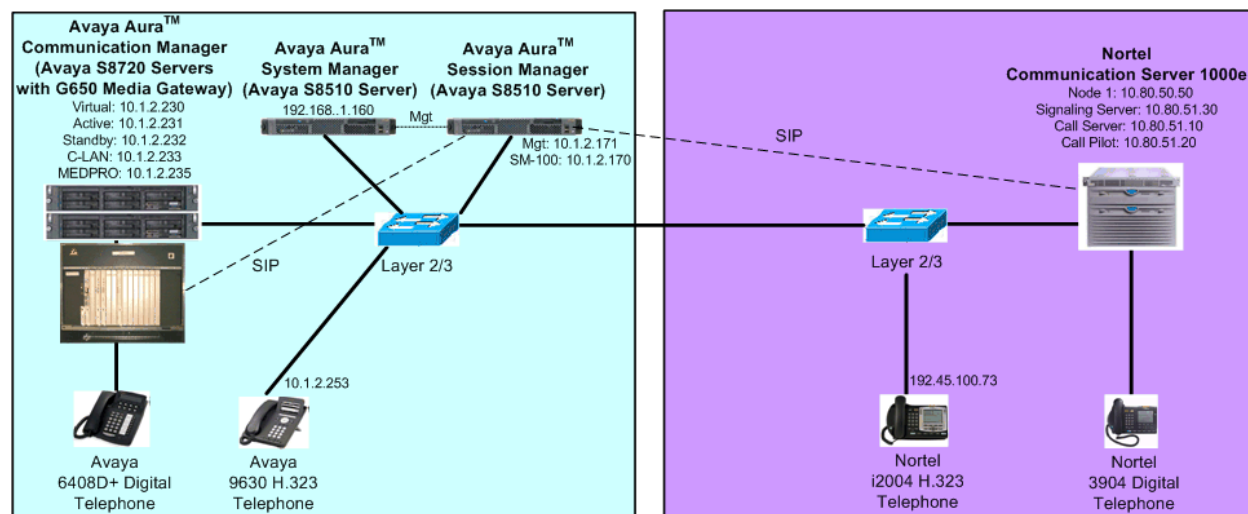 Avaya Aura™
Communication Manager
(Avaya S8720 Servers
with G650 Media Gateway)
Virtual: 10.1.2.230
Active: 10.1.2.231
Standby: 10.1.2.232
C-LAN: 10.1.2.233
MEDPRO: 10.1.2.235
Avaya Aura™
System Manager
(Avaya S8510 Server)
192.168..1.160
Mgt
Avaya Aura™
Session Manager
(Avaya S8510 Server)
Mgt: 10.1.2.171
SM-100: 10.1.2.170
SIP
Nortel
Communication Server 1000e
Node 1: 10.80.50.50
Signaling Server: 10.80.51.30
Call Server: 10.80.51.10
Call Pilot: 10.80.51.20
SIP
Layer 2/3
Layer 2/3
10.1.2.253
192.45.100.73
Avaya
6408D+ Digital
Telephone
Avaya
9630 H.323
Telephone
Nortel
i2004 H.323
Telephone
Nortel
3904 Digital
Telephone